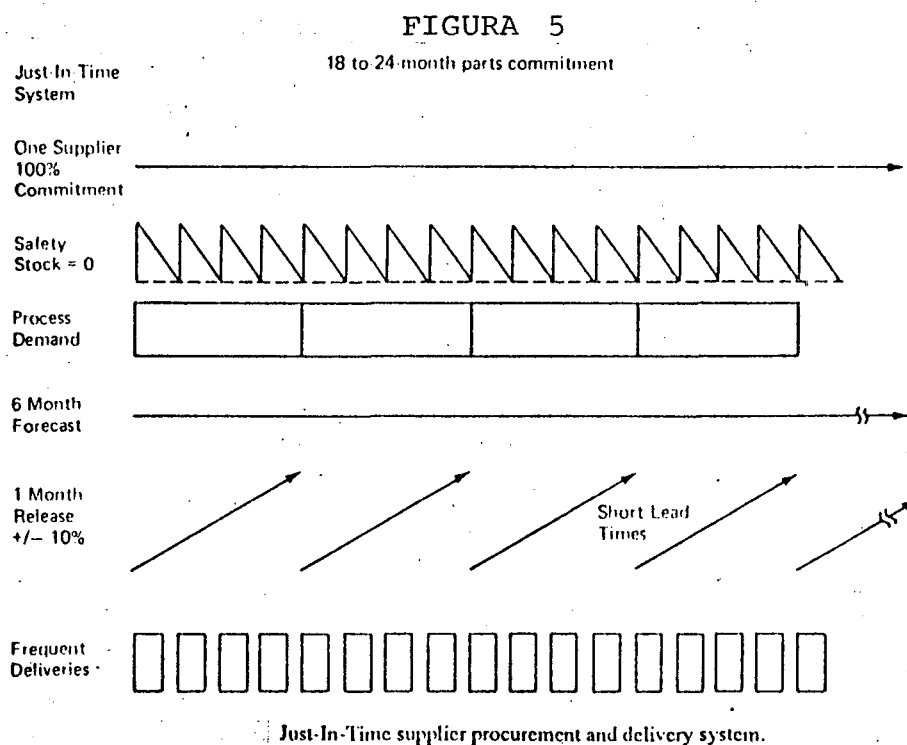 FIGURA 5
18 to 24-month parts commitment
Just-In-Time
System
One Supplier
100%
Commitment
Safety
Stock = 0
Process
Demand
6 Month
Forecast
1 Month
Release
+/– 10%
Short Lead
Times
Frequent
Deliveries
Just-In-Time supplier procurement and delivery system.